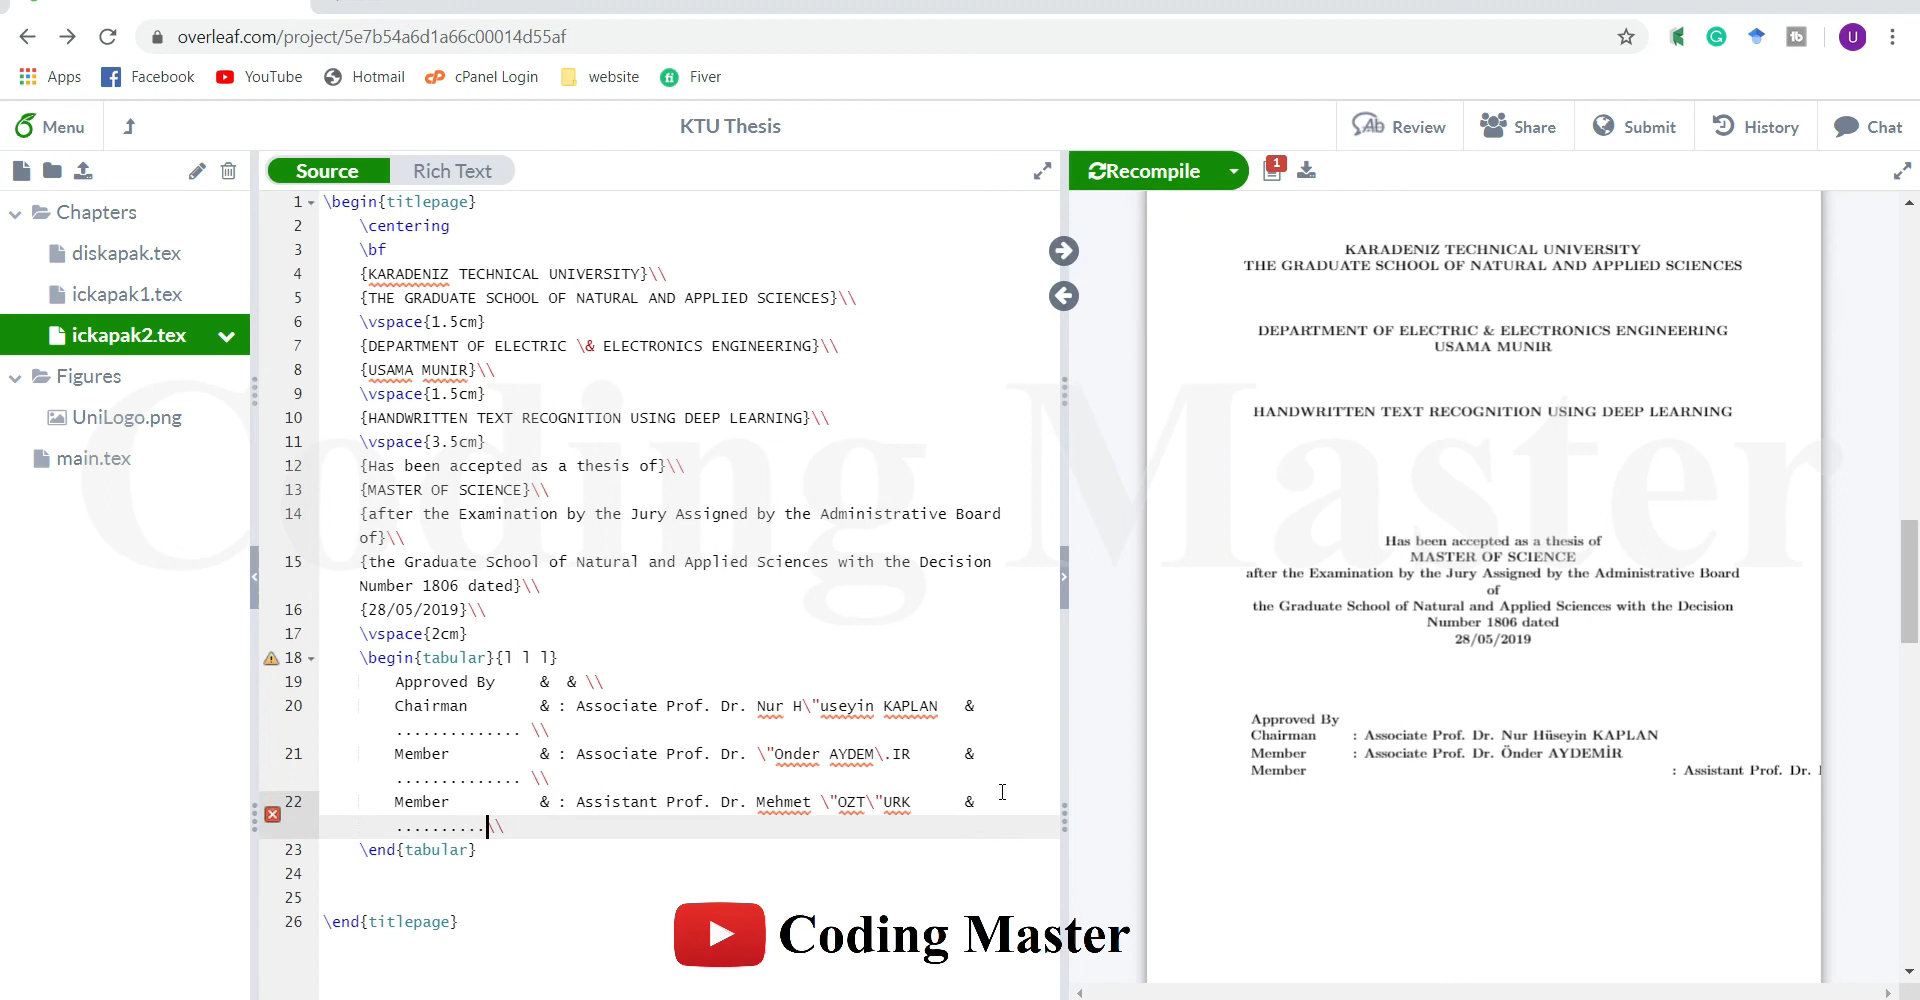 overleaf.com/project/5e7b54a6d1a66c00014d55af
U
Apps Facebook YouTube Hotmail cPanel Login website Fiver
Menu KTU Thesis Review Share Submit History Chat
Source Rich Text Recompile 1
Chapters
diskapak.tex
ickapak1.tex
ickapak2.tex
Figures
UniLogo.png
main.tex
1 \begin{titlepage}
2 \centering
3 \bf
4 {KARADENIZ TECHNICAL UNIVERSITY}\\
5 {THE GRADUATE SCHOOL OF NATURAL AND APPLIED SCIENCES}\\
6 \vspace{1.5cm}
7 {DEPARTMENT OF ELECTRIC \& ELECTRONICS ENGINEERING}\\
8 {USAMA MUNIR}\\
9 \vspace{1.5cm}
10 {HANDWRITTEN TEXT RECOGNITION USING DEEP LEARNING}\\
11 \vspace{3.5cm}
12 {Has been accepted as a thesis of}\\
13 {MASTER OF SCIENCE}\\
14 {after the Examination by the Jury Assigned by the Administrative Board
of}\\
15 {the Graduate School of Natural and Applied Sciences with the Decision
Number 1806 dated}\\
16 {28/05/2019}\\
17 \vspace{2cm}
18 \begin{tabular}{l l l}
19 Approved By & & \\
20 Chairman & : Associate Prof. Dr. Nur H\"useyin KAPLAN &
.............. \\
21 Member & : Associate Prof. Dr. \"Onder AYDEM\.IR &
.............. \\
22 Member & : Assistant Prof. Dr. Mehmet \"OZT\"URK &
..........\\
23 \end{tabular}
24
25
26 \end{titlepage}
KARADENIZ TECHNICAL UNIVERSITY
THE GRADUATE SCHOOL OF NATURAL AND APPLIED SCIENCES
DEPARTMENT OF ELECTRIC & ELECTRONICS ENGINEERING
USAMA MUNIR
HANDWRITTEN TEXT RECOGNITION USING DEEP LEARNING
Has been accepted as a thesis of
MASTER OF SCIENCE
after the Examination by the Jury Assigned by the Administrative Board
of
the Graduate School of Natural and Applied Sciences with the Decision
Number 1806 dated
28/05/2019
Approved By
Chairman : Associate Prof. Dr. Nur Hüseyin KAPLAN
Member : Associate Prof. Dr. Önder AYDEMİR
Member : Assistant Prof. Dr.
Coding Master
Coding Master